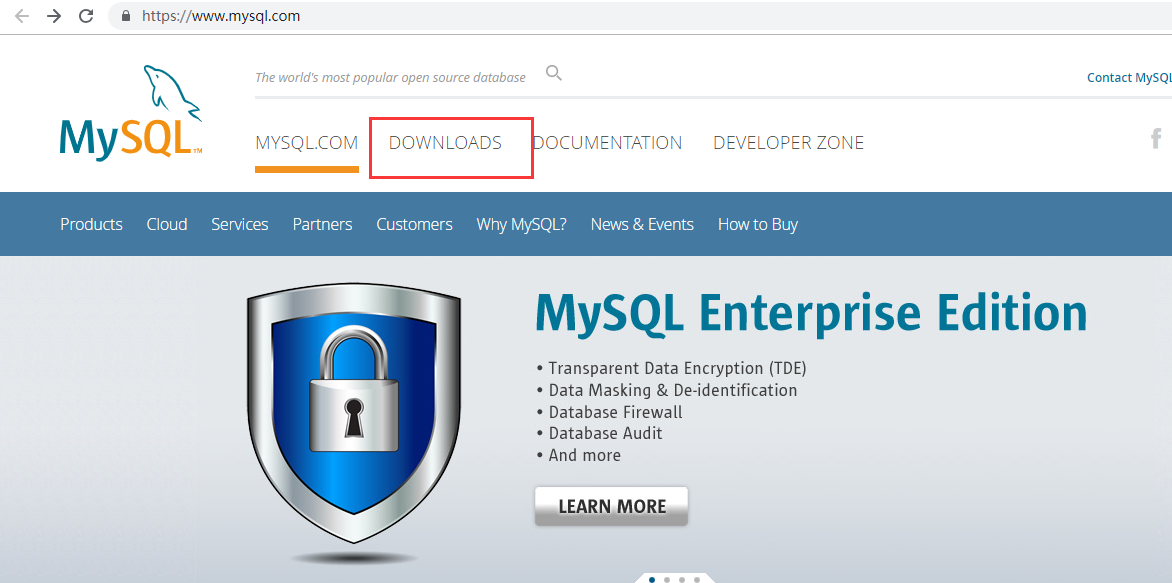 https://www.mysql.com
The world's most popular open source database
Contact MySQL
MySQL™
MYSQL.COM DOWNLOADS DOCUMENTATION DEVELOPER ZONE
f
Products Cloud Services Partners Customers Why MySQL? News & Events How to Buy
MySQL Enterprise Edition
• Transparent Data Encryption (TDE)
• Data Masking & De-identification
• Database Firewall
• Database Audit
• And more
LEARN MORE